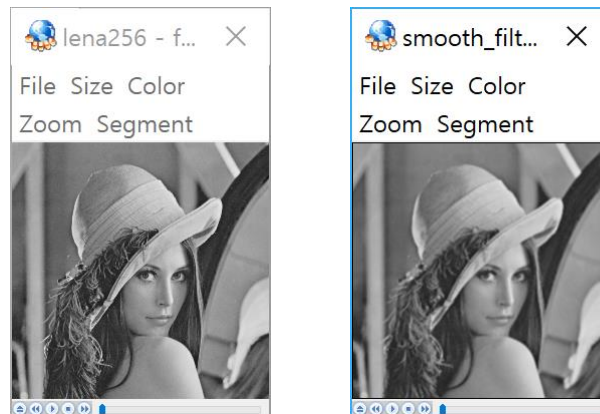 lena256 - f...
File Size Color
Zoom Segment
smooth_filt...
File Size Color
Zoom Segment